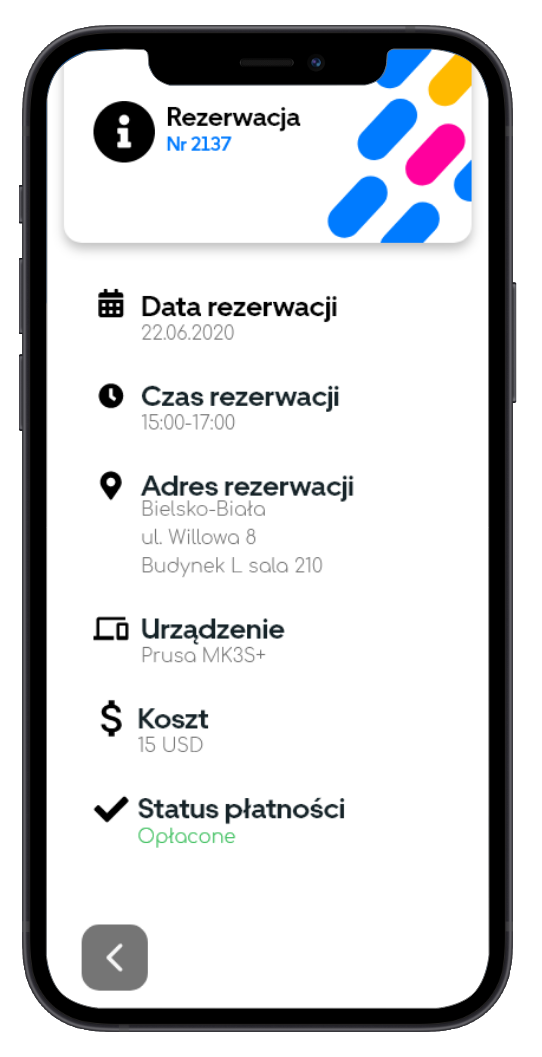 Rezerwacja
Nr 2137
Data rezerwacji
22.06.2020
Czas rezerwacji
15:00-17:00
Adres rezerwacji
Bielsko-Biała
ul. Willowa 8
Budynek L sala 210
Urządzenie
Prusa MK3S+
Koszt
15 USD
Status płatności
Opłacone